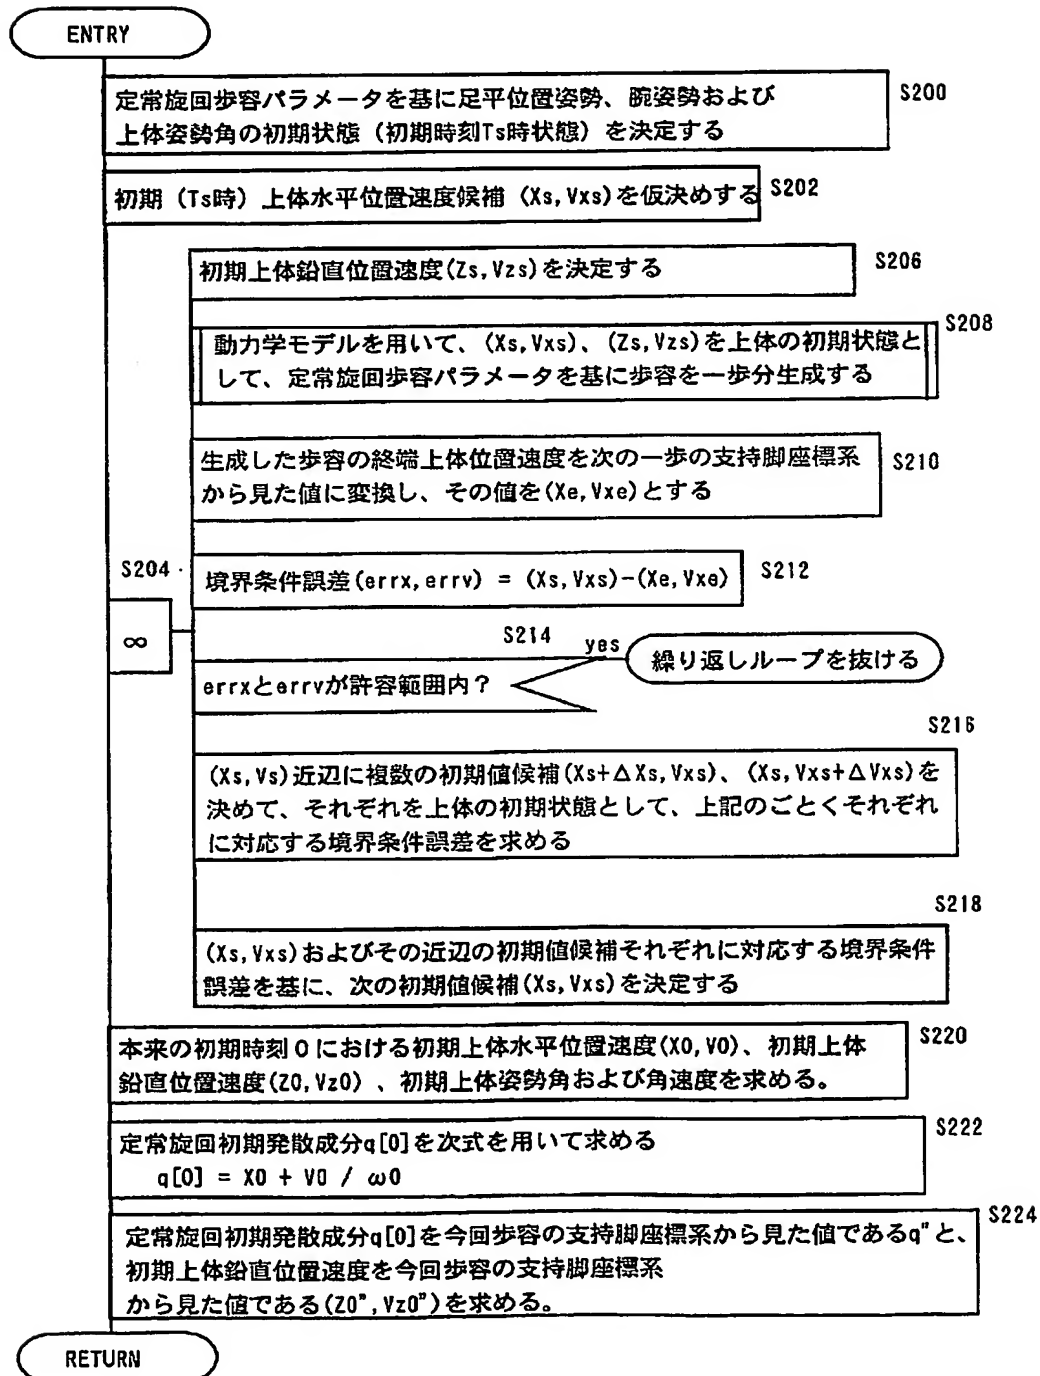 ENTRY
定常旋回歩容パラメータを基に足平位置姿勢、腕姿勢および
上体姿勢角の初期状態（初期時刻Ts時状態）を決定する
S200
初期（Ts時）上体水平位置速度候補（Xs,Vxs)を仮決めする
S202
初期上体鉛直位置速度(Zs,Vzs)を決定する
S206
動力学モデルを用いて、(Xs,Vxs)、(Zs,Vzs)を上体の初期状態と
して、定常旋回歩容パラメータを基に歩容を一歩分生成する
S208
生成した歩容の終端上体位置速度を次の一歩の支持脚座標系
から見た値に変換し、その値を(Xe,Vxe)とする
S210
S204
∞
境界条件誤差(errx,errv) = (Xs,Vxs)-(Xe,Vxe)
S212
S214
errxとerrvが許容範囲内？
yes
繰り返しループを抜ける
S216
(Xs,Vs)近辺に複数の初期値候補(Xs+ΔXs,Vxs)、(Xs,Vxs+ΔVxs)を
決めて、それぞれを上体の初期状態として、上記のごとくそれぞれ
に対応する境界条件誤差を求める
S218
(Xs,Vxs)およびその近辺の初期値候補それぞれに対応する境界条件
誤差を基に、次の初期値候補(Xs,Vxs)を決定する
本来の初期時刻0における初期上体水平位置速度(X0,V0)、初期上体
鉛直位置速度(Z0,Vz0)、初期上体姿勢角および角速度を求める。
S220
定常旋回初期発散成分q[0]を次式を用いて求める
q[0] = X0 + V0 / ω0
S222
定常旋回初期発散成分q[0]を今回歩容の支持脚座標系から見た値であるq"と、
初期上体鉛直位置速度を今回歩容の支持脚座標系
から見た値である(Z0",Vz0")を求める。
S224
RETURN